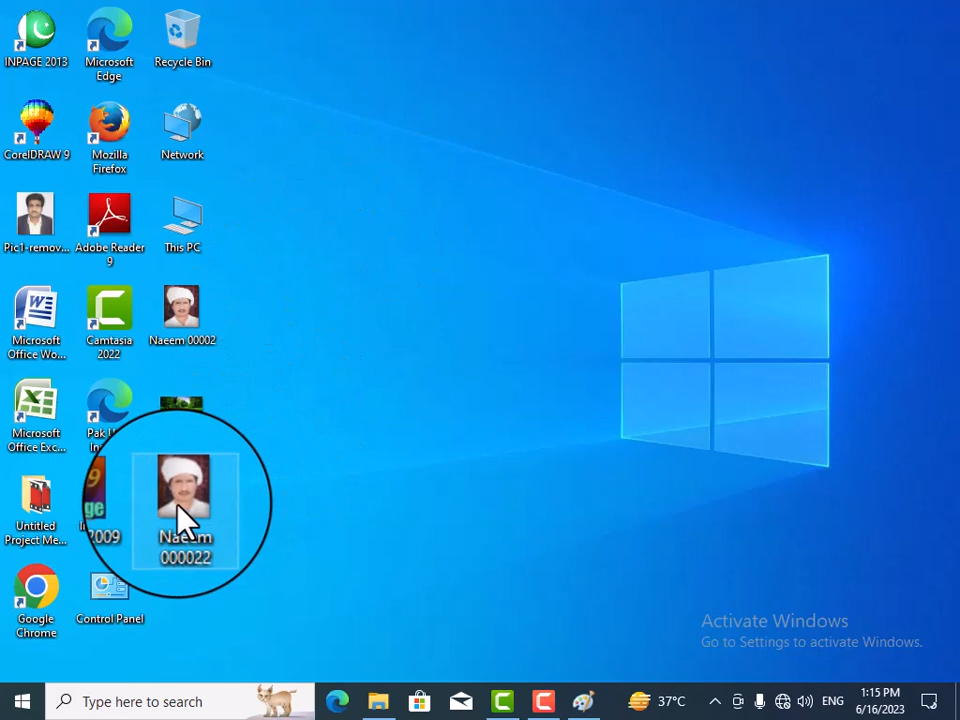 INPAGE 2013
Microsoft
Edge
Recycle Bin
CorelDRAW 9
Mozilla
Firefox
Network
Pic1-remov...
Adobe Reader
9
This PC
Microsoft
Office Wo...
Camtasia
2022
Naeem 00002
Microsoft
Office Exc...
Pak
Untitled
Project Me...
2009
Naeem
000022
Google
Chrome
Control Panel
Activate Windows
Go to Settings to activate Windows.
Type here to search
37°C
ENG
1:15 PM
6/16/2023